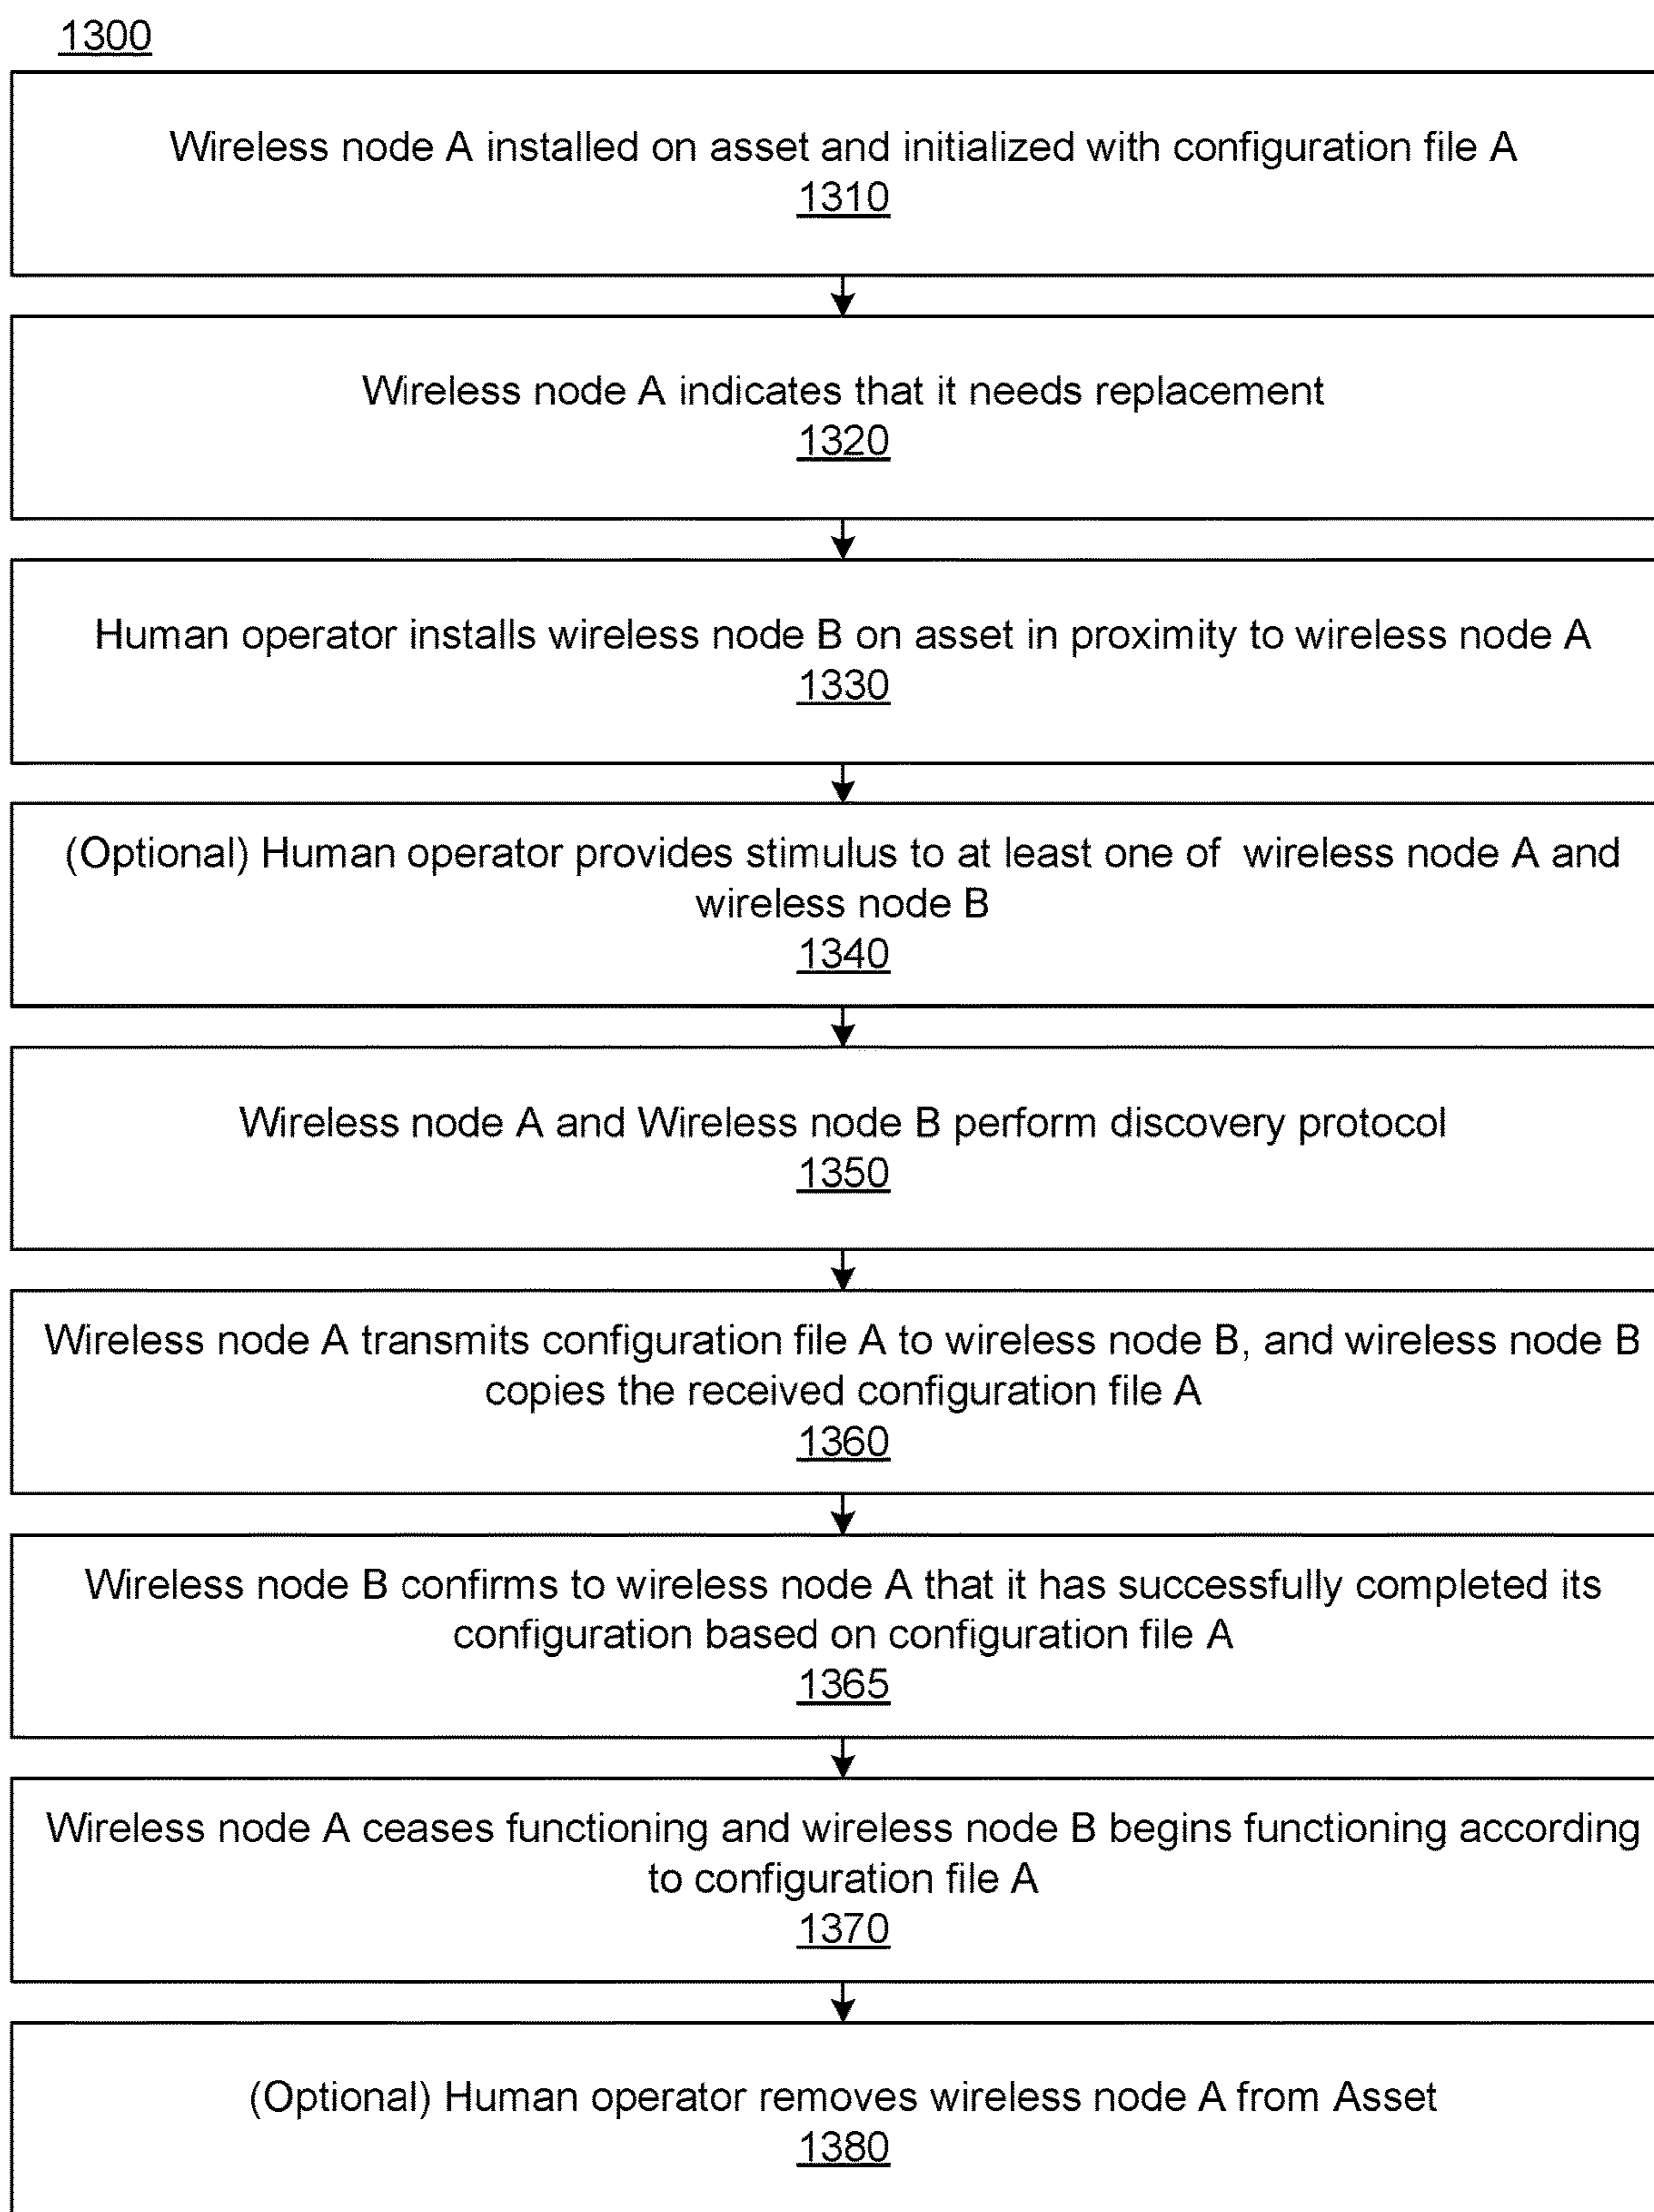 1300
Wireless node A installed on asset and initialized with configuration file A
1310
Wireless node A indicates that it needs replacement
1320
Human operator installs wireless node B on asset in proximity to wireless node A
1330
(Optional) Human operator provides stimulus to at least one of wireless node A and
wireless node B
1340
Wireless node A and Wireless node B perform discovery protocol
1350
Wireless node A transmits configuration file A to wireless node B, and wireless node B
copies the received configuration file A
1360
Wireless node B confirms to wireless node A that it has successfully completed its
configuration based on configuration file A
1365
Wireless node A ceases functioning and wireless node B begins functioning according
to configuration file A
1370
(Optional) Human operator removes wireless node A from Asset
1380